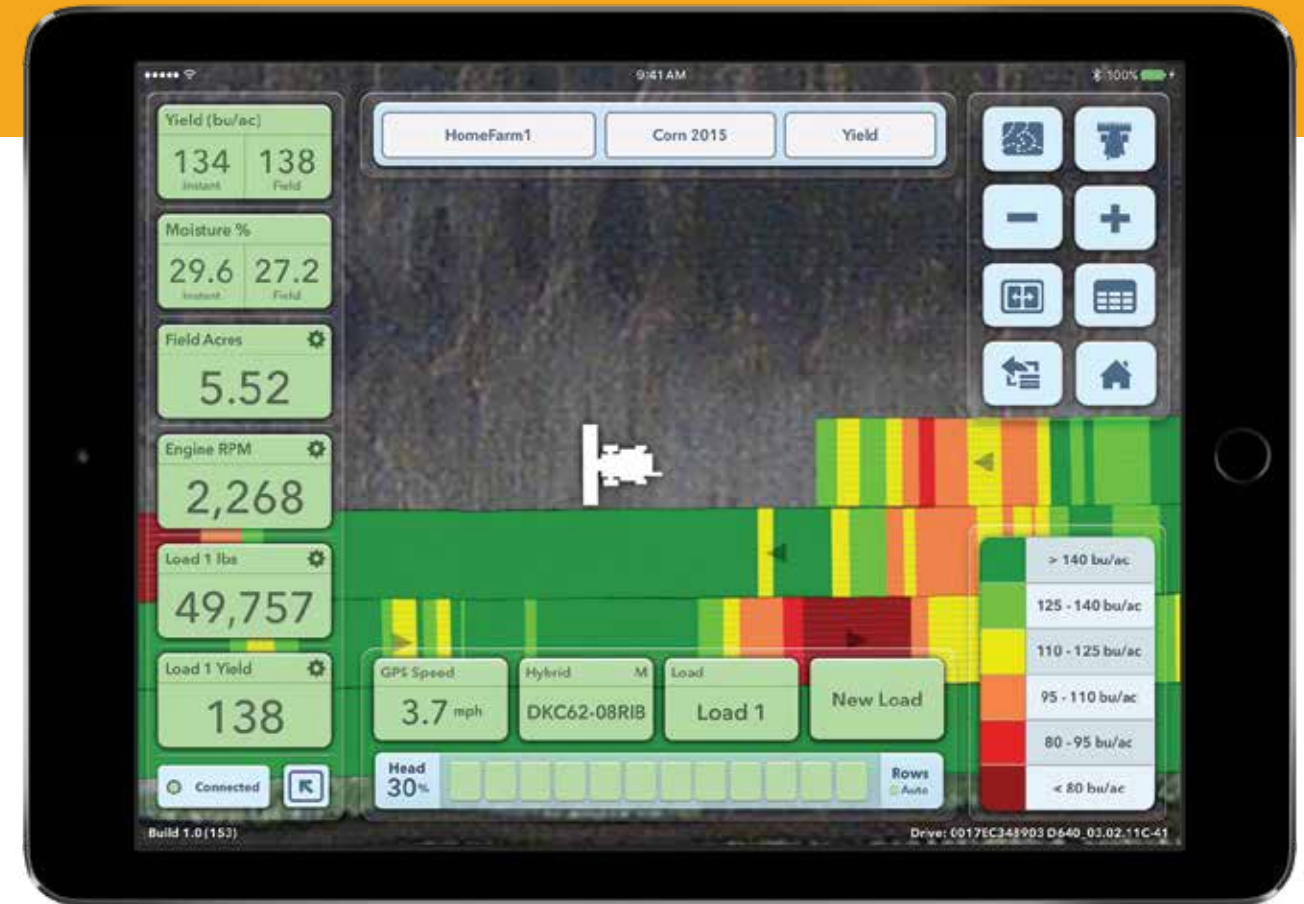 9:41 AM
100%
Yield (bu/ac)
134 138
Instant Field
Moisture %
29.6 27.2
Instant Field
Field Acres
5.52
Engine RPM
2,268
Load 1 lbs
49,757
Load 1 Yield
138
Connected
Build 1.0 (153)
HomeFarm1
Corn 2015
Yield
GPS Speed
3.7 mph
Hybrid M
DKC62-08RIB
Load
Load 1
New Load
Head
30%
Rows
Auto
> 140 bu/ac
125 - 140 bu/ac
110 - 125 bu/ac
95 - 110 bu/ac
80 - 95 bu/ac
< 80 bu/ac
Drive: 0017EC348903 D640_03.02.11C-41